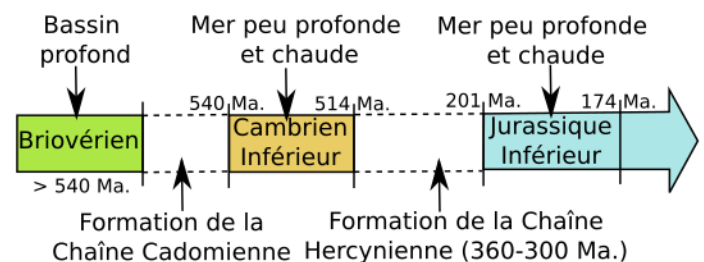 Bassin
profond
Mer peu profonde
et chaude
Mer peu profonde
et chaude
540 Ma.
514 Ma.
201 Ma.
174 Ma.
Briovérien
Cambrien
Inférieur
Jurassique
Inférieur
> 540 Ma.
Formation de la
Chaîne Cadomienne
Formation de la Chaîne
Hercynienne (360-300 Ma.)